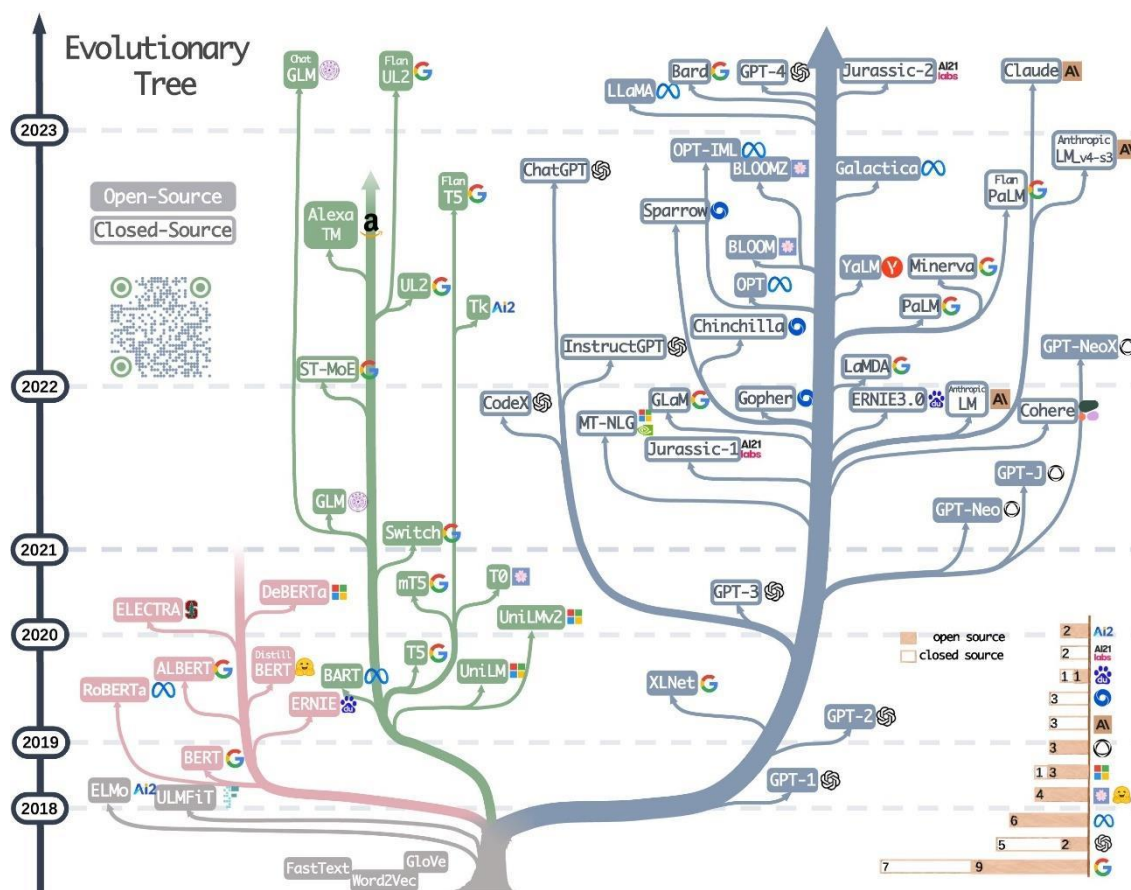 Evolutionary
Tree
2023
2022
2021
2020
2019
2018
Open-Source
Closed-Source
Chat
GLM
Flan
UL2
Alexa
TM
a
Flan
T5
UL2
Tk
Ai2
ST-MoE
GLM
Switch
mT5
T0
UniLMv2
T5
BART
UniLM
DeBERTa
ELECTRA
Distill
BERT
ALBERT
RoBERTa
ERNIE
du
BERT
ELMo
Ai2
ULMFiT
FastText
Word2Vec
GloVe
Bard
GPT-4
Jurassic-2
AI21
labs
Claude
A\
LLaMA
ChatGPT
OPT-IML
BLOOMZ
Galactica
Anthropic
LM_v4-s3
A\
Flan
PaLM
Sparrow
BLOOM
YaLM
Y
Minerva
OPT
PaLM
Chinchilla
InstructGPT
GPT-NeoX
LaMDA
CodeX
GLaM
Gopher
ERNIE3.0
du
Anthropic
LM
A\
Cohere
MT-NLG
Jurassic-1
AI21
labs
GPT-J
GPT-Neo
GPT-3
XLNet
GPT-2
GPT-1
open source
closed source
2
Ai2
2
AI21
labs
1 1
du
3
3
A\
3
1 3
4
6
5 2
7 9